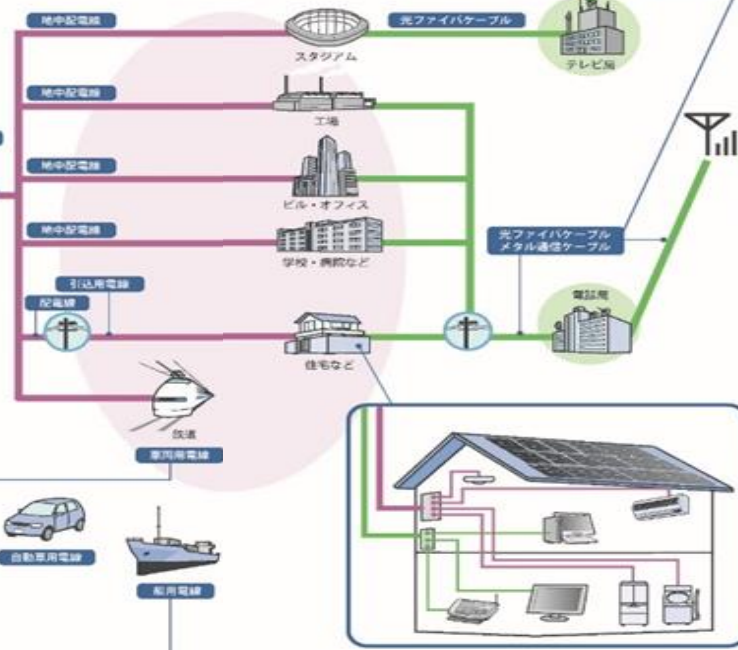 地中配電線
光ファイバケーブル
スタジアム
テレビ局
地中配電線
工場
地中配電線
ビル・オフィス
地中配電線
学校・病院など
光ファイバケーブル
メタル通信ケーブル
引込用電線
配電線
電話局
住宅など
鉄道
車両用電線
自動車用電線
船用電線